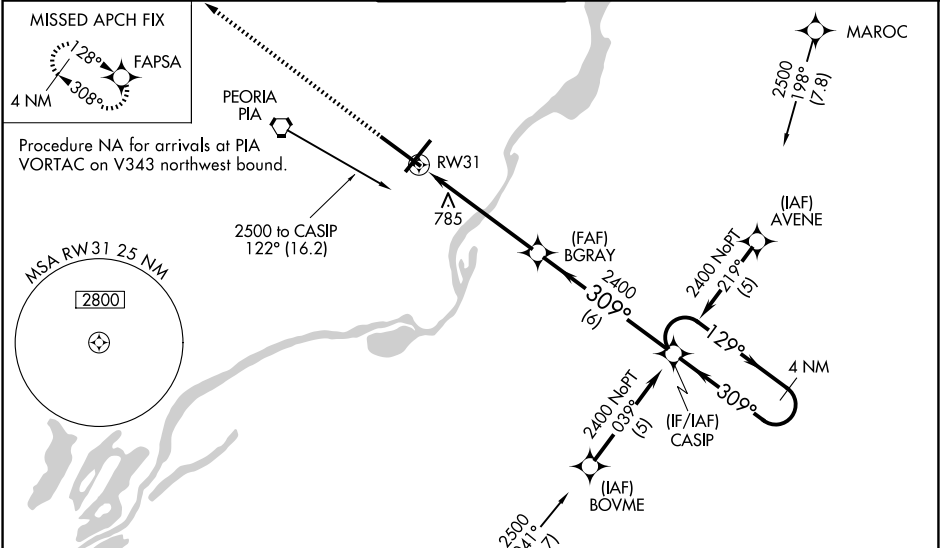 MISSED APCH FIX
128°
FAPSA
4 NM
308°
Procedure NA for arrivals at PIA
VORTAC on V343 northwest bound.
MSA RW31 25 NM
2800
PEORIA
PIA
2500 to CASIP
122° (16.2)
RW31
785
MAROC
2500
198°
(7.8)
(IAF)
AVENE
2400 NoPT
219°
(5)
(FAF)
BGRAY
2400
309°
(6)
129°
4 NM
309°
(IF/IAF)
CASIP
2400 NoPT
039°
(5)
(IAF)
BOVME
2500